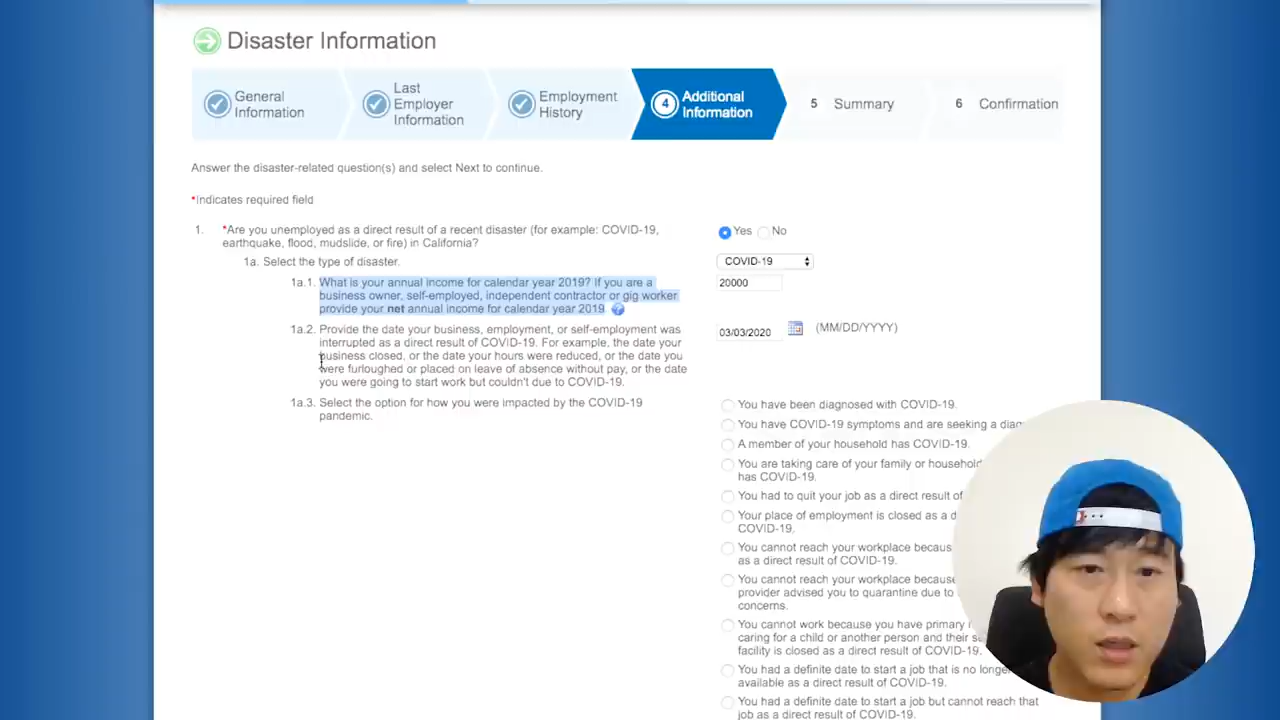 Disaster Information
General
Information
Last
Employer
Information
Employment
History
4
Additional
Information
5 Summary
6 Confirmation
Answer the disaster-related question(s) and select Next to continue.
*Indicates required field
1. *Are you unemployed as a direct result of a recent disaster (for example: COVID-19,
earthquake, flood, mudslide, or fire) in California?
Yes No
1a. Select the type of disaster.
COVID-19
1a.1. What is your annual income for calendar year 2019? If you are a
business owner, self-employed, independent contractor or gig worker
provide your net annual income for calendar year 2019
?
20000
1a.2. Provide the date your business, employment, or self-employment was
interrupted as a direct result of COVID-19. For example, the date your
business closed, or the date your hours were reduced, or the date you
were furloughed or placed on leave of absence without pay, or the date
you were going to start work but couldn't due to COVID-19.
03/03/2020 (MM/DD/YYYY)
1a.3. Select the option for how you were impacted by the COVID-19
pandemic.
You have been diagnosed with COVID-19.
You have COVID-19 symptoms and are seeking a
A member of your household has COVID-19.
You are taking care of your family or household
has COVID-19.
You had to quit your job as a direct result of
Your place of employment is closed as a
COVID-19.
You cannot reach your workplace
as a direct result of COVID-19.
You cannot reach your workplace
provider advised you to quarantine due to
concerns.
You cannot work because you have primary
caring for a child or another person and their
facility is closed as a direct result of COVID-19.
You had a definite date to start a job that is no
available as a direct result of COVID-19.
You had a definite date to start a job but cannot reach that
job as a direct result of COVID-19.